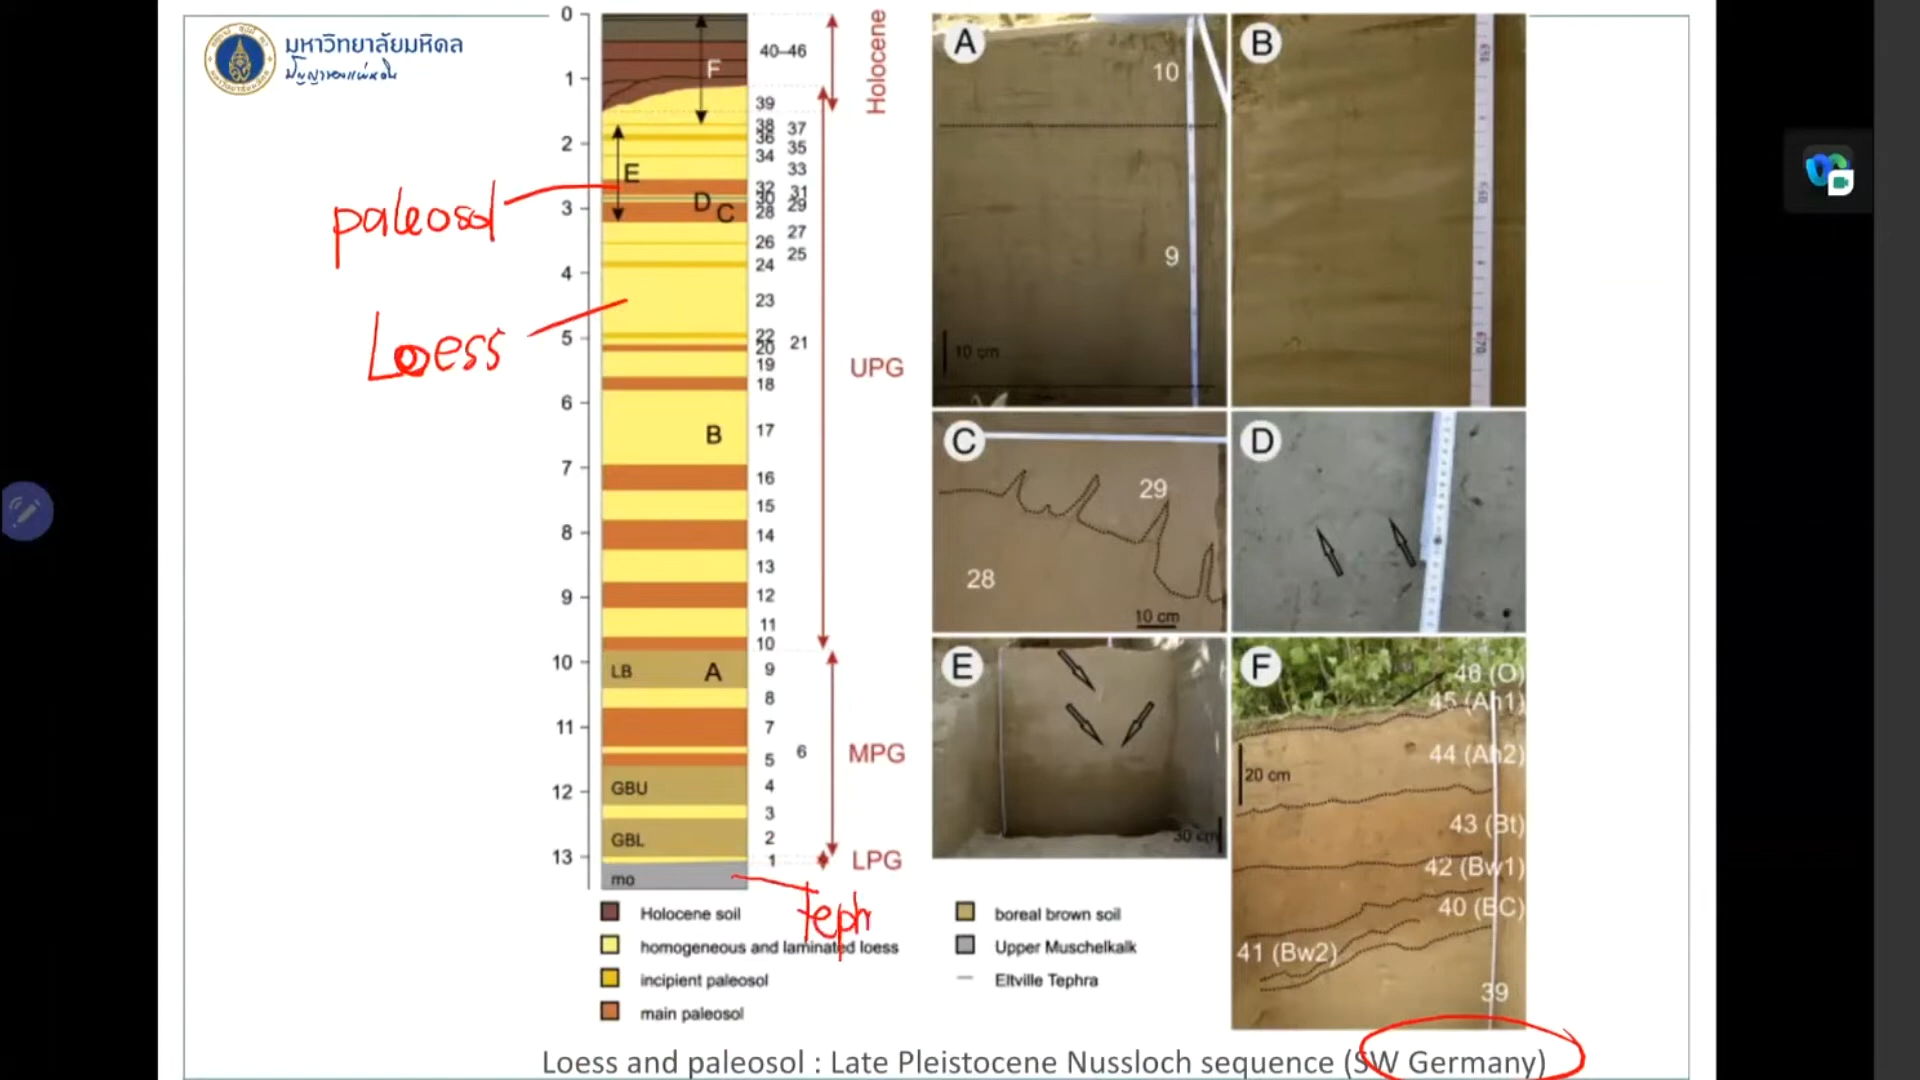 มหาวิทยาลัยมหิดล
ปัญญาของแผ่นดิน
0
1
2
3
4
5
6
7
8
9
10
11
12
13
F
E
D
C
B
A
LB
GBU
GBL
mo
40–46
39
38
37
36
35
34
33
32
31
30
29
28
27
26
25
24
23
22
21
20
19
18
17
16
15
14
13
12
11
10
9
8
7
6
5
4
3
2
1
Holocene
UPG
MPG
LPG
paleosol
Loess
teph
A
10
9
10 cm
B
650
660
670
C
29
28
10 cm
D
E
30 cm
F
46 (O)
45 (Ah1)
44 (Ah2)
20 cm
43 (Bt)
42 (Bw1)
40 (BC)
41 (Bw2)
39
Holocene soil
homogeneous and laminated loess
incipient paleosol
main paleosol
boreal brown soil
Upper Muschelkalk
Eltville Tephra
Loess and paleosol : Late Pleistocene Nussloch sequence (SW Germany)